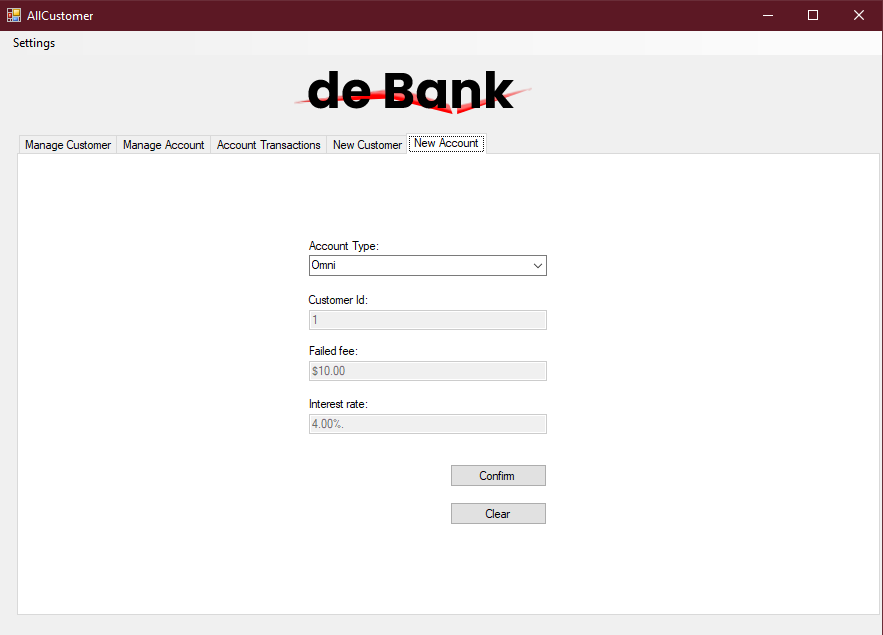 AllCustomer
Settings
de Bank
Manage Customer Manage Account Account Transactions New Customer New Account
Account Type:
Omni
Customer Id:
1
Failed fee:
$10.00
Interest rate:
4.00%.
Confirm
Clear